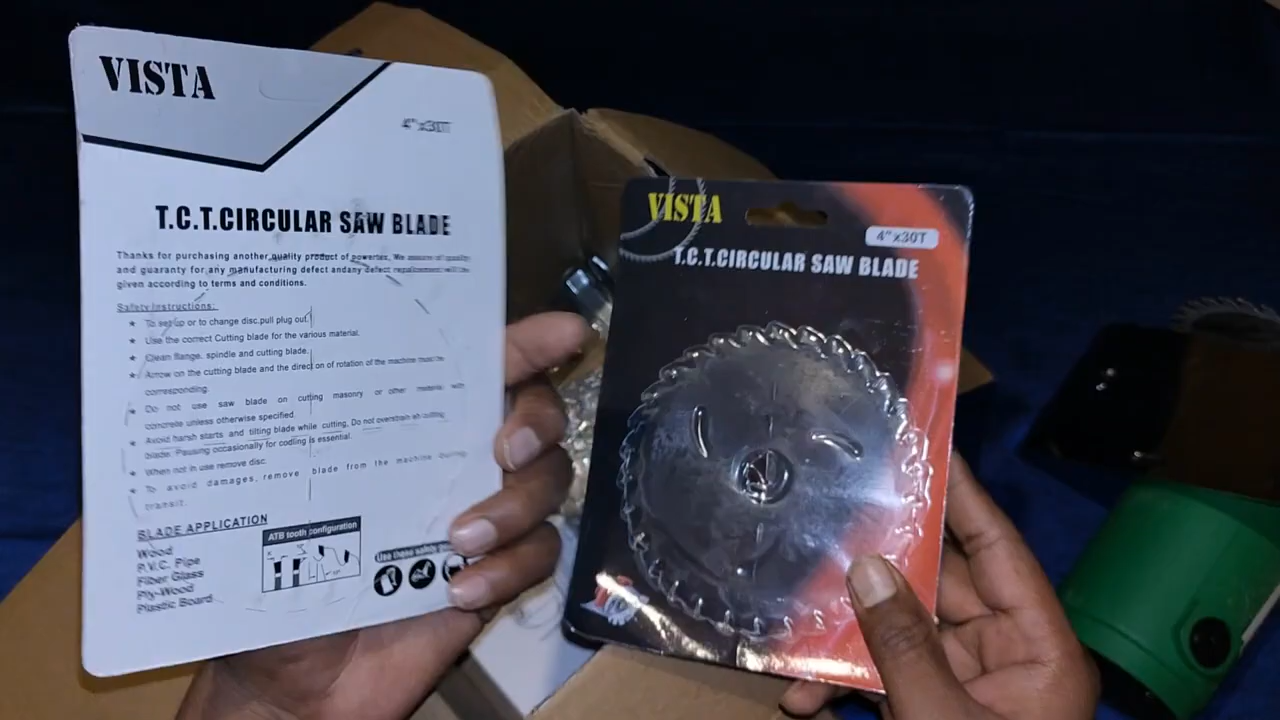 VISTA
4"x30T
T.C.T.CIRCULAR SAW BLADE
Thanks for purchasing another quality product of powertex. We assure of quality
and guaranty for any manufacturing defect andany defect repalcement will be
given according to terms and conditions.
Safety Instructions:
★ To set up or to change disc.pull plug out.
★ Use the correct Cutting blade for the various material.
★ Clean flange, spindle and cutting blade.
★ Arrow on the cutting blade and the direction of rotation of the machine must be
corresponding.
★ Do not use saw blade on cutting masonry or other material with
concrete unless otherwise specified.
★ Avoid harsh starts and tilting blade while cutting, Do not overstrain cutting
blade. Pausing occasionally for cooling is essential.
★ When not in use remove disc.
★ To avoid damages, remove blade from the machine during
transit.
BLADE APPLICATION
Wood
P.V.C. Pipe
Fiber Glass
Ply-Wood
Plastic Board
ATB tooth configuration
Use these safety
VISTA
4"x30T
T.C.T.CIRCULAR SAW BLADE